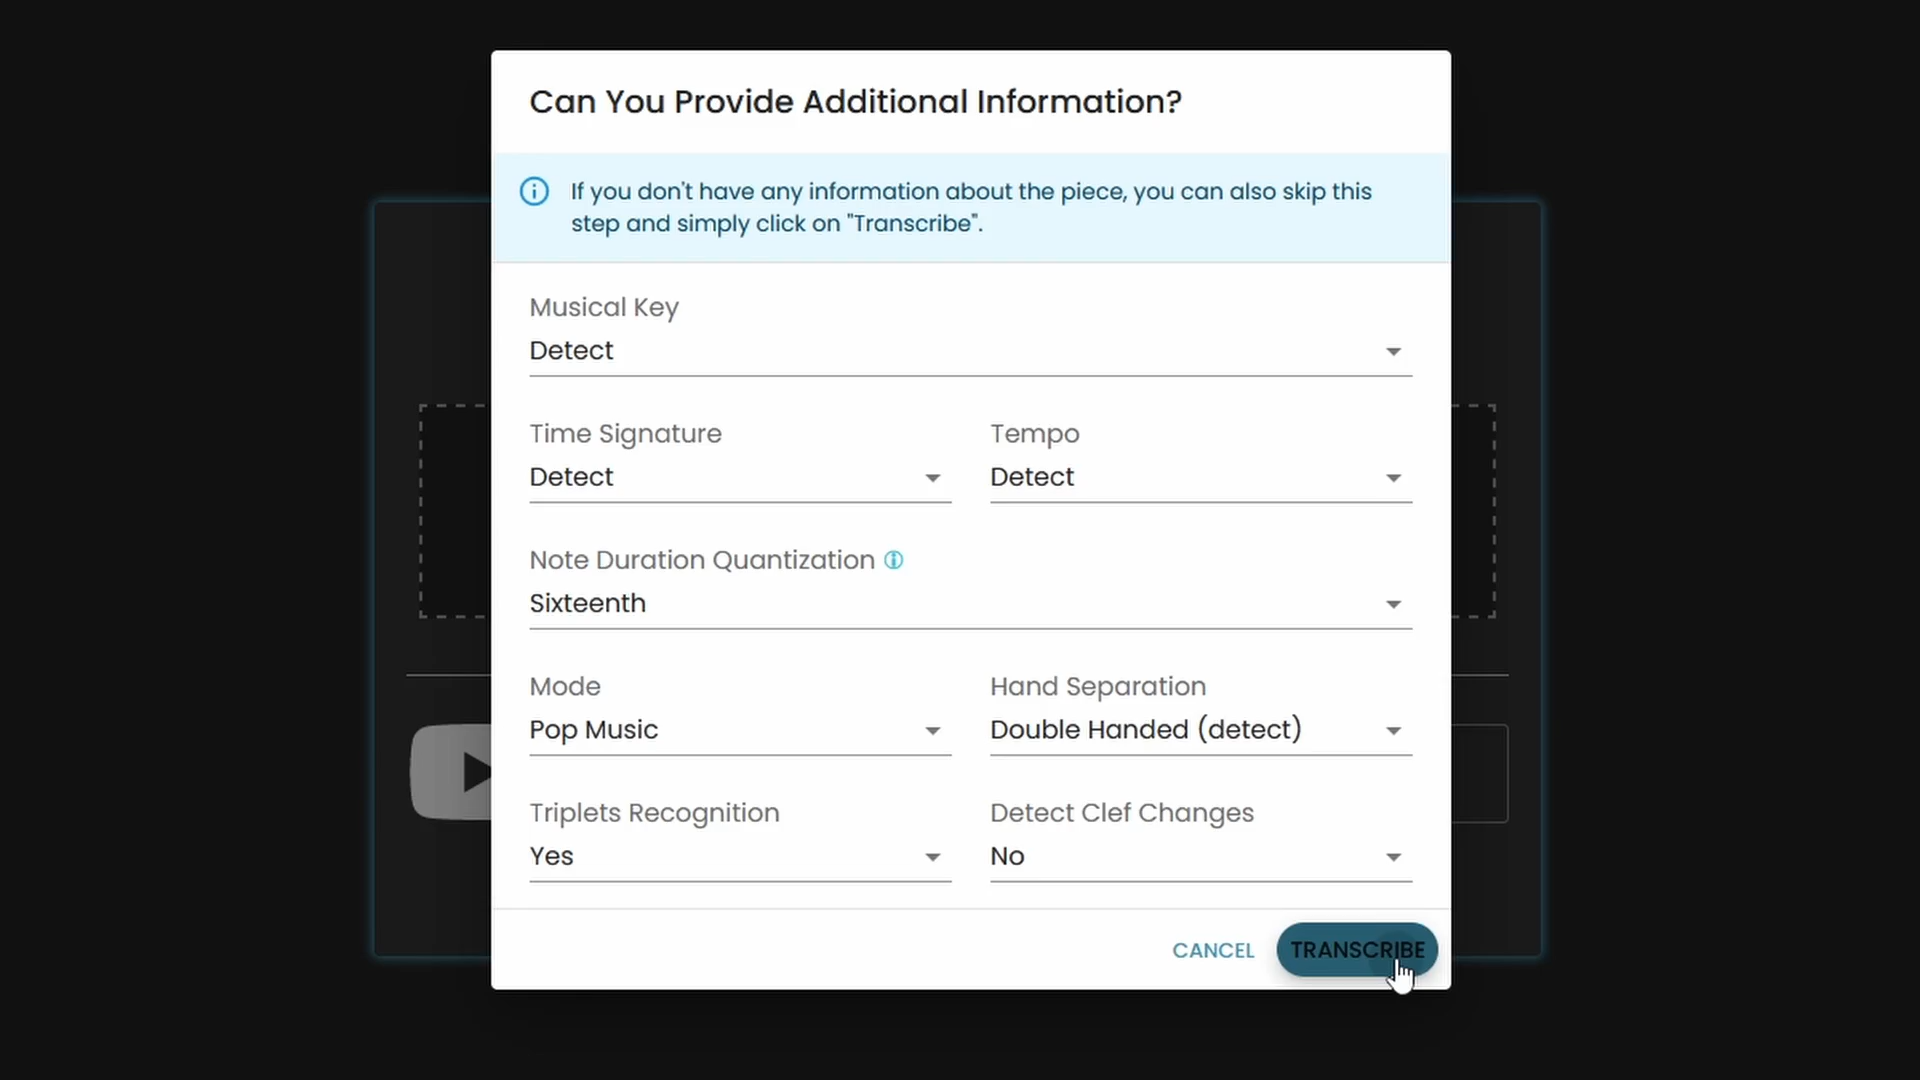 Can You Provide Additional Information?
If you don't have any information about the piece, you can also skip this
step and simply click on "Transcribe".
Musical Key
Detect
Time Signature
Tempo
Detect
Detect
Note Duration Quantization
Sixteenth
Mode
Hand Separation
Pop Music
Double Handed (detect)
Triplets Recognition
Detect Clef Changes
Yes
No
CANCEL
TRANSCRIBE